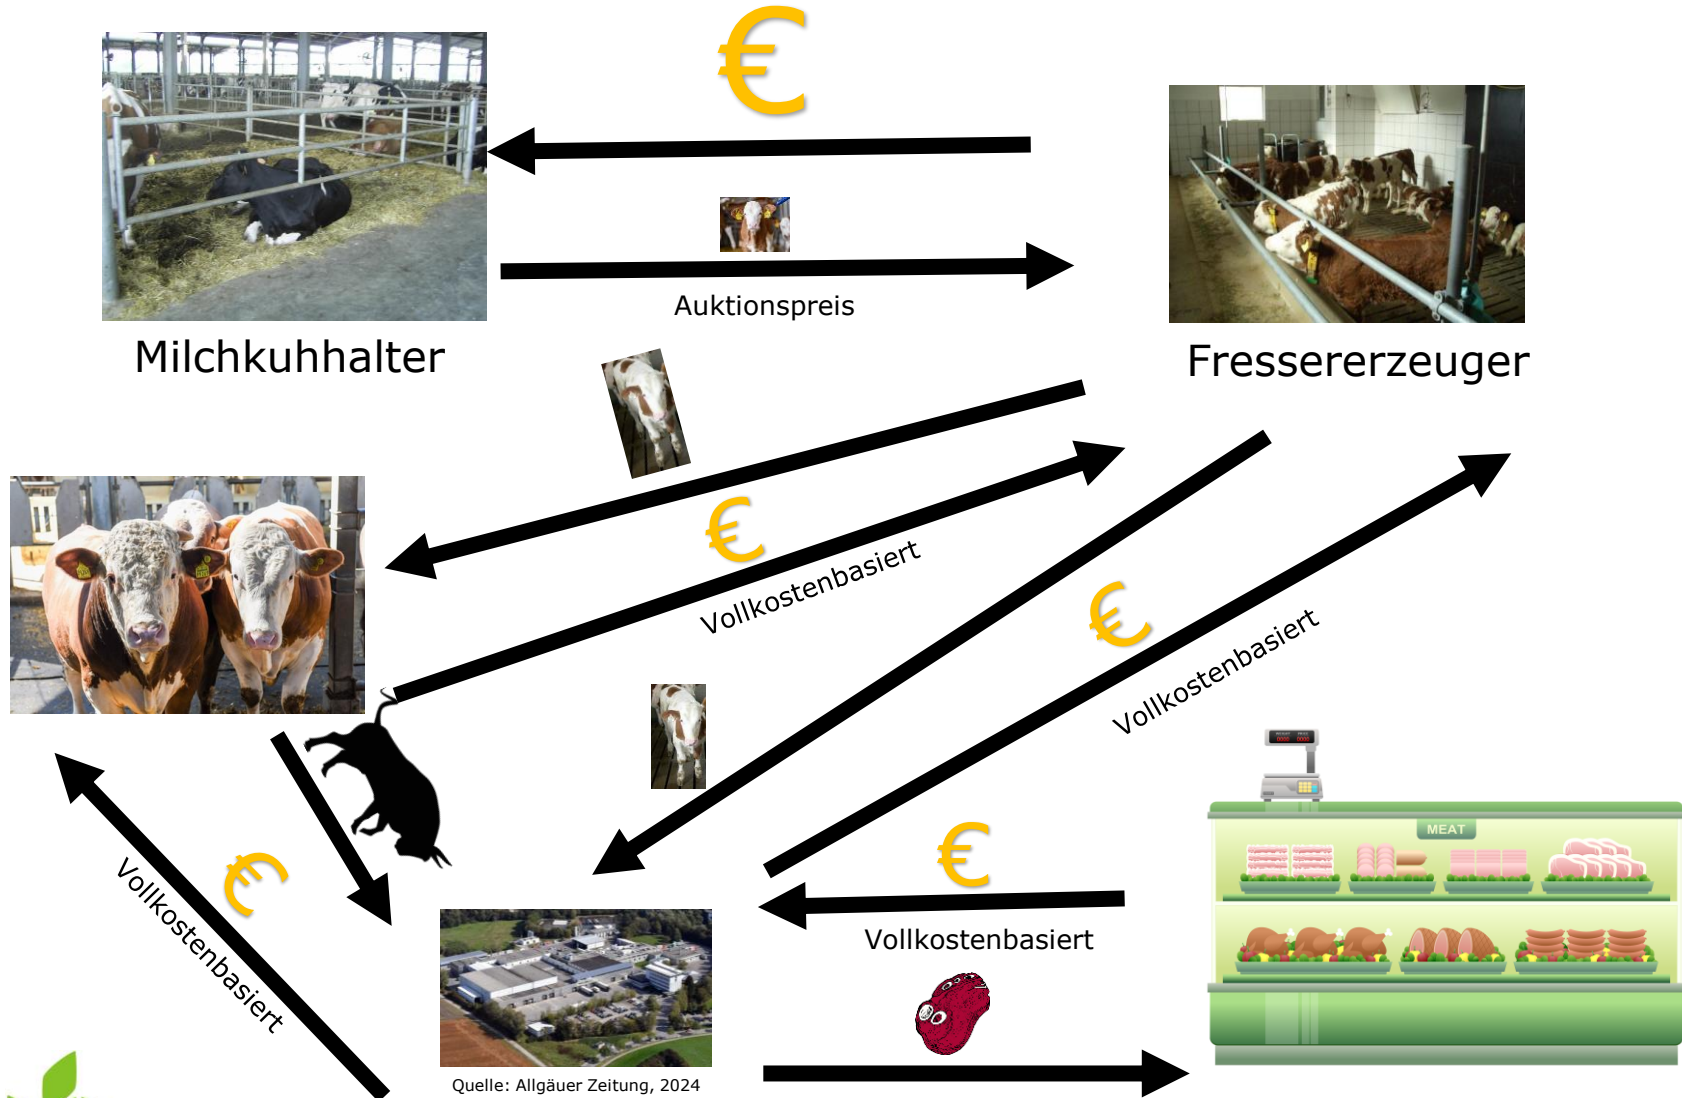 €
Auktionspreis
Milchkuhhalter
Fressererzeuger
€
Vollkostenbasiert
€
Vollkostenbasiert
MEAT
€
Vollkostenbasiert
€
Vollkostenbasiert
Quelle: Allgäuer Zeitung, 2024